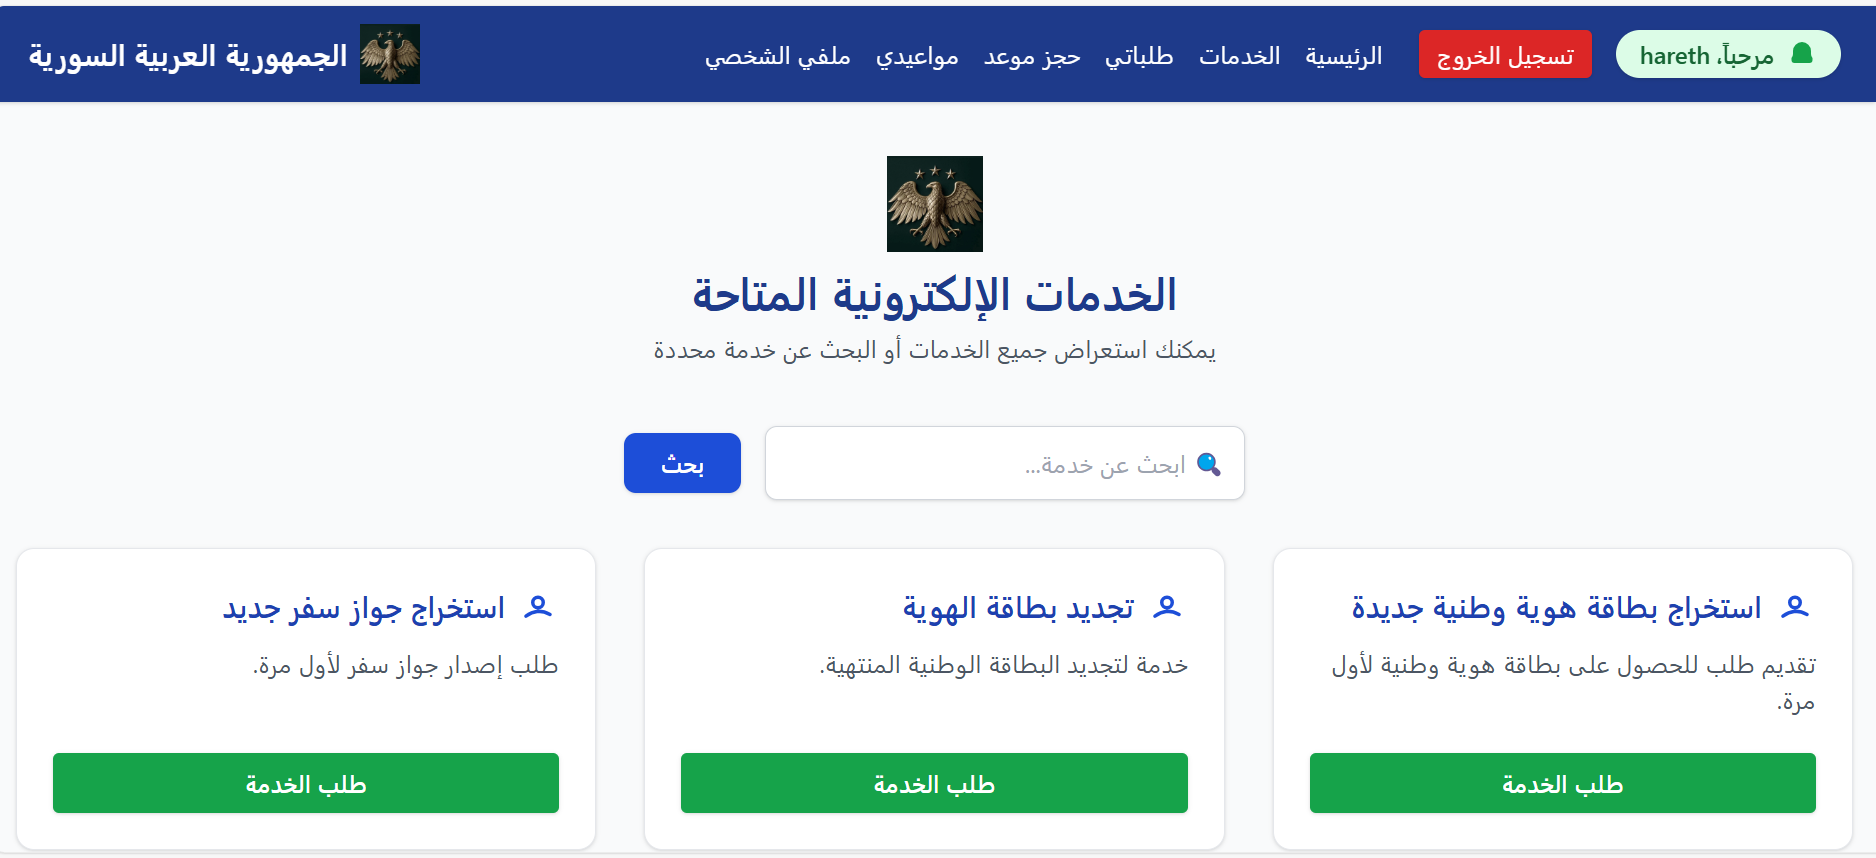 مرحباً، hareth
تسجيل الخروج
الرئيسية
الخدمات
طلباتي
حجز موعد
مواعيدي
ملفي الشخصي
الجمهورية العربية السورية
الخدمات الإلكترونية المتاحة
يمكنك استعراض جميع الخدمات أو البحث عن خدمة محددة
ابحث عن خدمة...
بحث
استخراج بطاقة هوية وطنية جديدة
تقديم طلب للحصول على بطاقة هوية وطنية لأول
مرة.
طلب الخدمة
تجديد بطاقة الهوية
خدمة لتجديد البطاقة الوطنية المنتهية.
طلب الخدمة
استخراج جواز سفر جديد
طلب إصدار جواز سفر لأول مرة.
طلب الخدمة